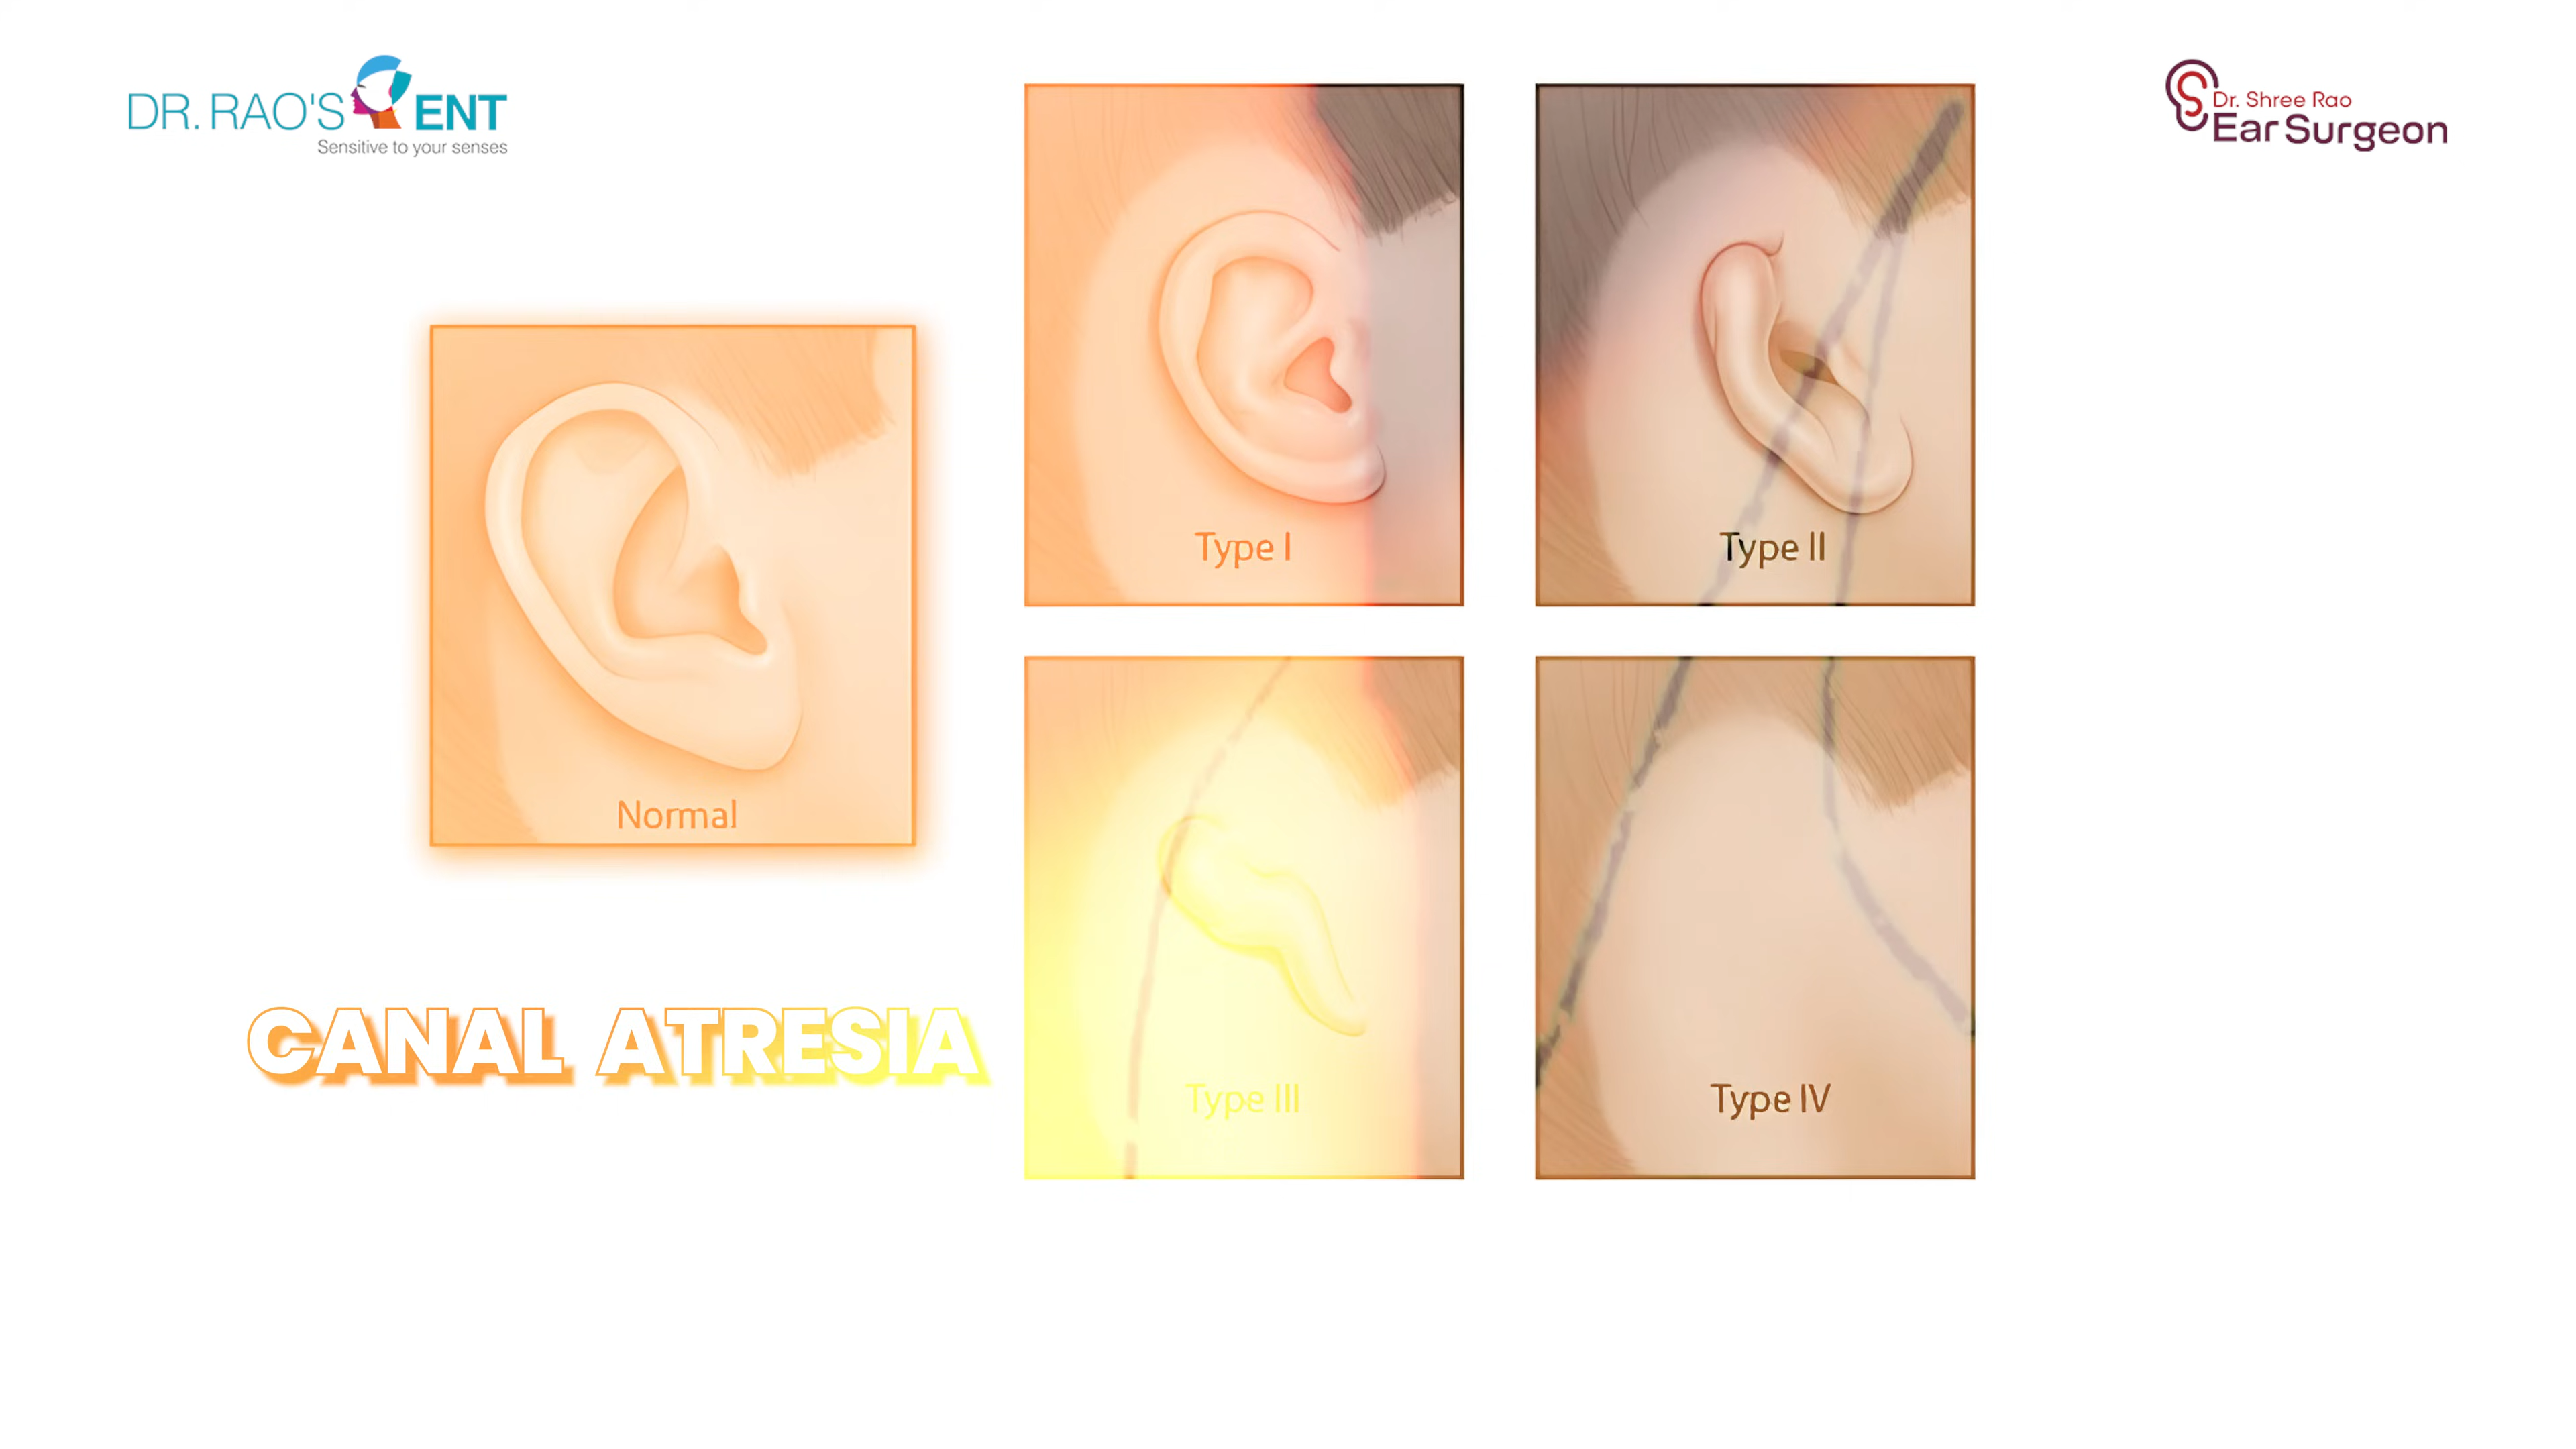 DR. RAO'S ENT
Sensitive to your senses
Dr. Shree Rao
Ear Surgeon
Normal
Type I
Type II
Type III
Type IV
CANAL ATRESIA